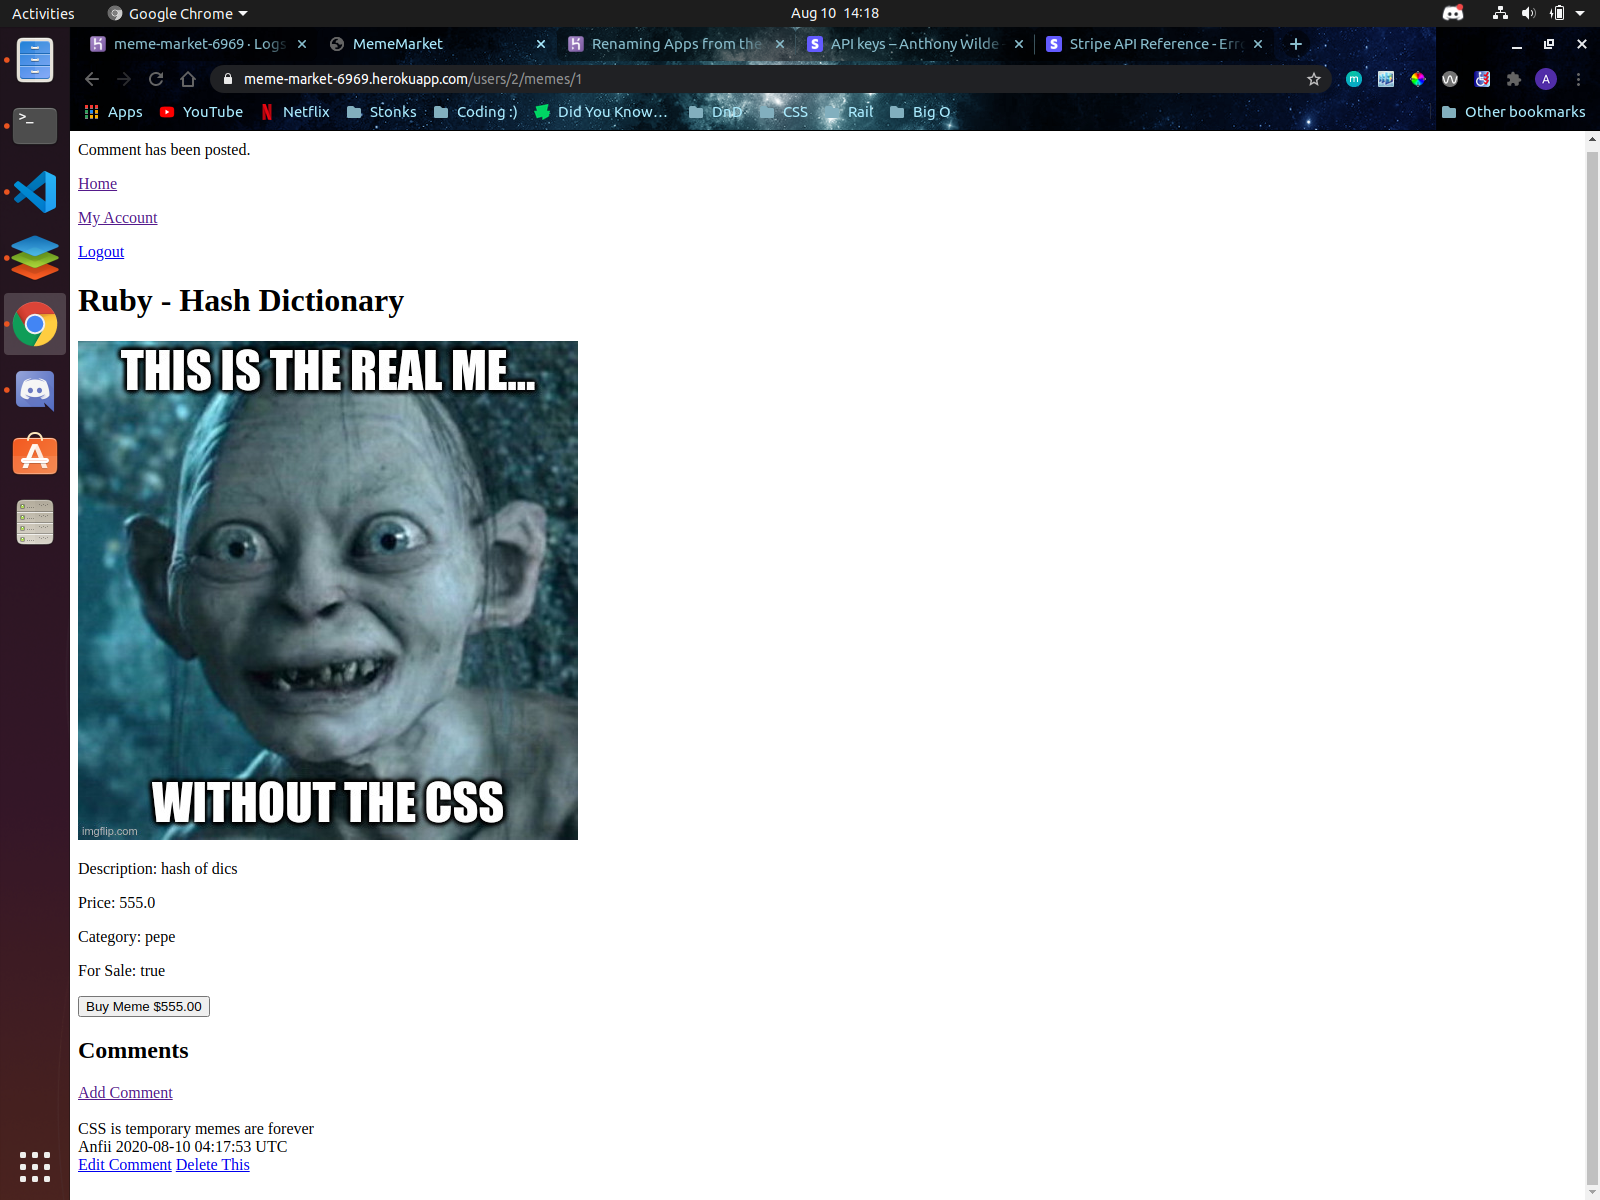 Activities
Google Chrome
Aug 10 14:18
meme-market-6969 · Logs
MemeMarket
Renaming Apps from the
API keys – Anthony Wilde
Stripe API Reference - Erro
meme-market-6969.herokuapp.com/users/2/memes/1
Apps
YouTube
Netflix
Stonks
Coding :)
Did You Know...
DnD
CSS
Rail
Big O
Other bookmarks
Comment has been posted.
Home
My Account
Logout
Ruby - Hash Dictionary
THIS IS THE REAL ME...
WITHOUT THE CSS
imgflip.com
Description: hash of dics
Price: 555.0
Category: pepe
For Sale: true
Buy Meme $555.00
Comments
Add Comment
CSS is temporary memes are forever
Anfii 2020-08-10 04:17:53 UTC
Edit Comment Delete This